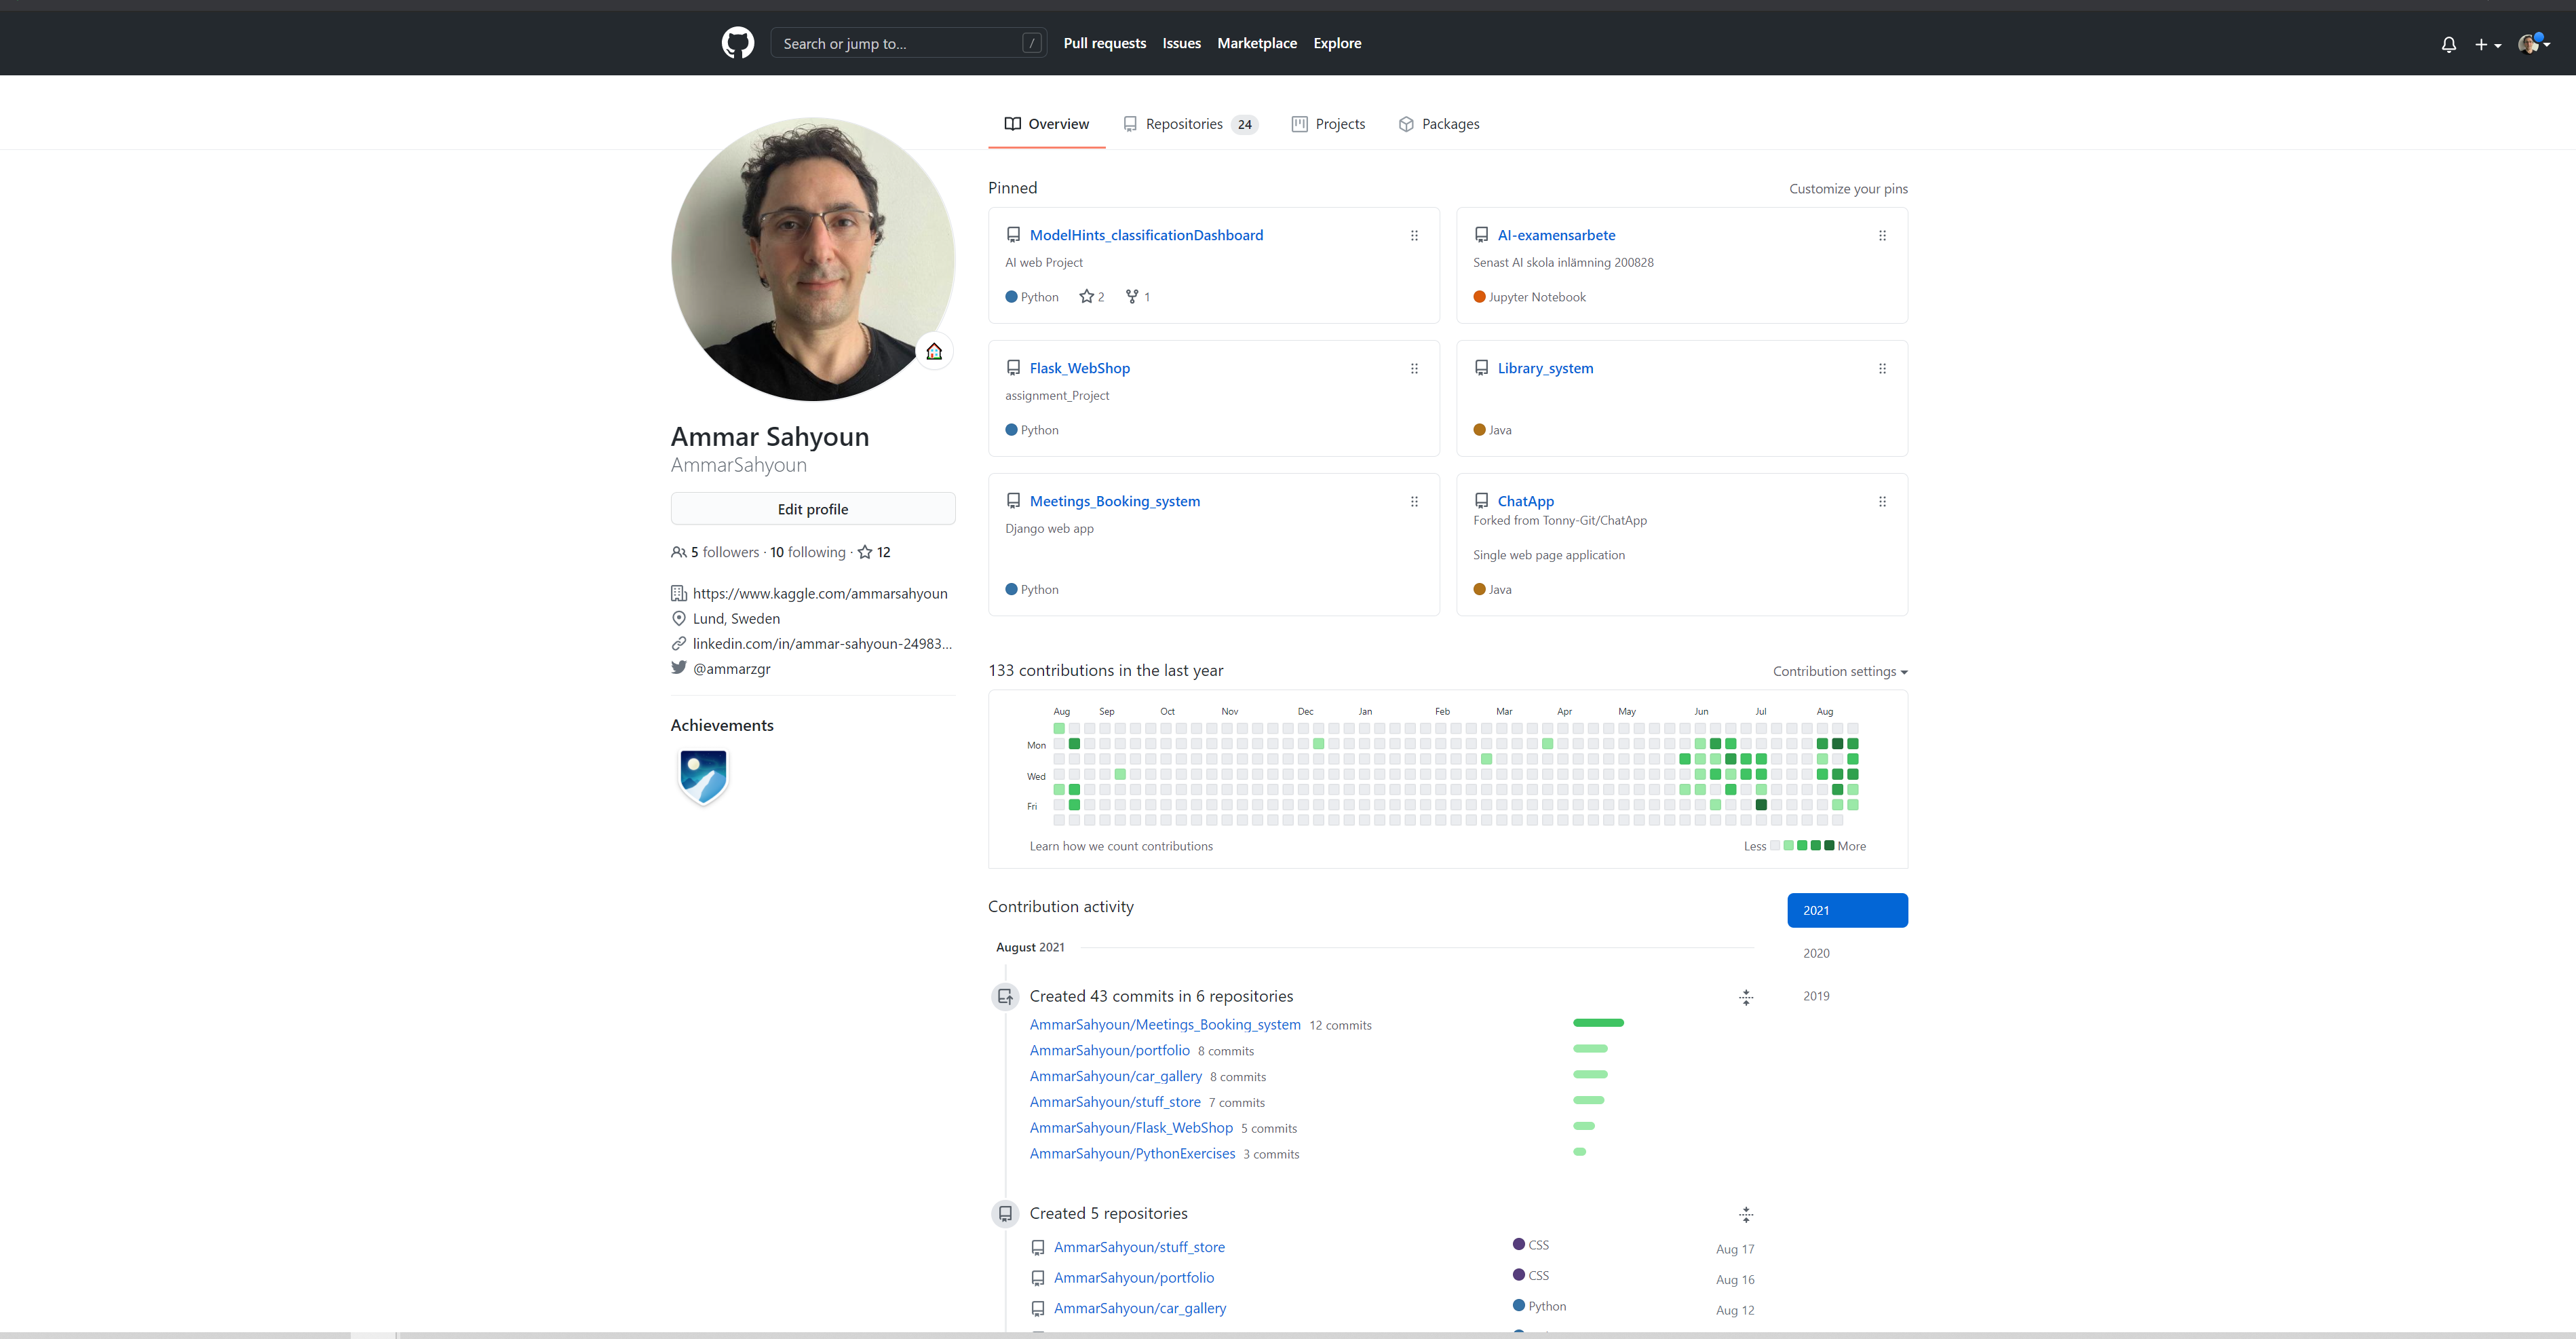 Search or jump to... /
Pull requests Issues Marketplace Explore
Overview Repositories 24 Projects Packages
Ammar Sahyoun
AmmarSahyoun
Edit profile
5 followers · 10 following · 12
https://www.kaggle.com/ammarsahyoun
Lund, Sweden
linkedin.com/in/ammar-sahyoun-24983...
@ammarzgr
Achievements
Pinned
Customize your pins
ModelHints_classificationDashboard
AI web Project
Python 2 1
AI-examensarbete
Senast AI skola inlämning 200828
Jupyter Notebook
Flask_WebShop
assignment_Project
Python
Library_system
Java
Meetings_Booking_system
Django web app
Python
ChatApp
Forked from Tonny-Git/ChatApp
Single web page application
Java
133 contributions in the last year
Contribution settings
Aug Sep Oct Nov Dec Jan Feb Mar Apr May Jun Jul Aug
Mon
Wed
Fri
Learn how we count contributions
Less More
Contribution activity
2021
2020
2019
August 2021
Created 43 commits in 6 repositories
AmmarSahyoun/Meetings_Booking_system 12 commits
AmmarSahyoun/portfolio 8 commits
AmmarSahyoun/car_gallery 8 commits
AmmarSahyoun/stuff_store 7 commits
AmmarSahyoun/Flask_WebShop 5 commits
AmmarSahyoun/PythonExercises 3 commits
Created 5 repositories
AmmarSahyoun/stuff_store CSS Aug 17
AmmarSahyoun/portfolio CSS Aug 16
AmmarSahyoun/car_gallery Python Aug 12